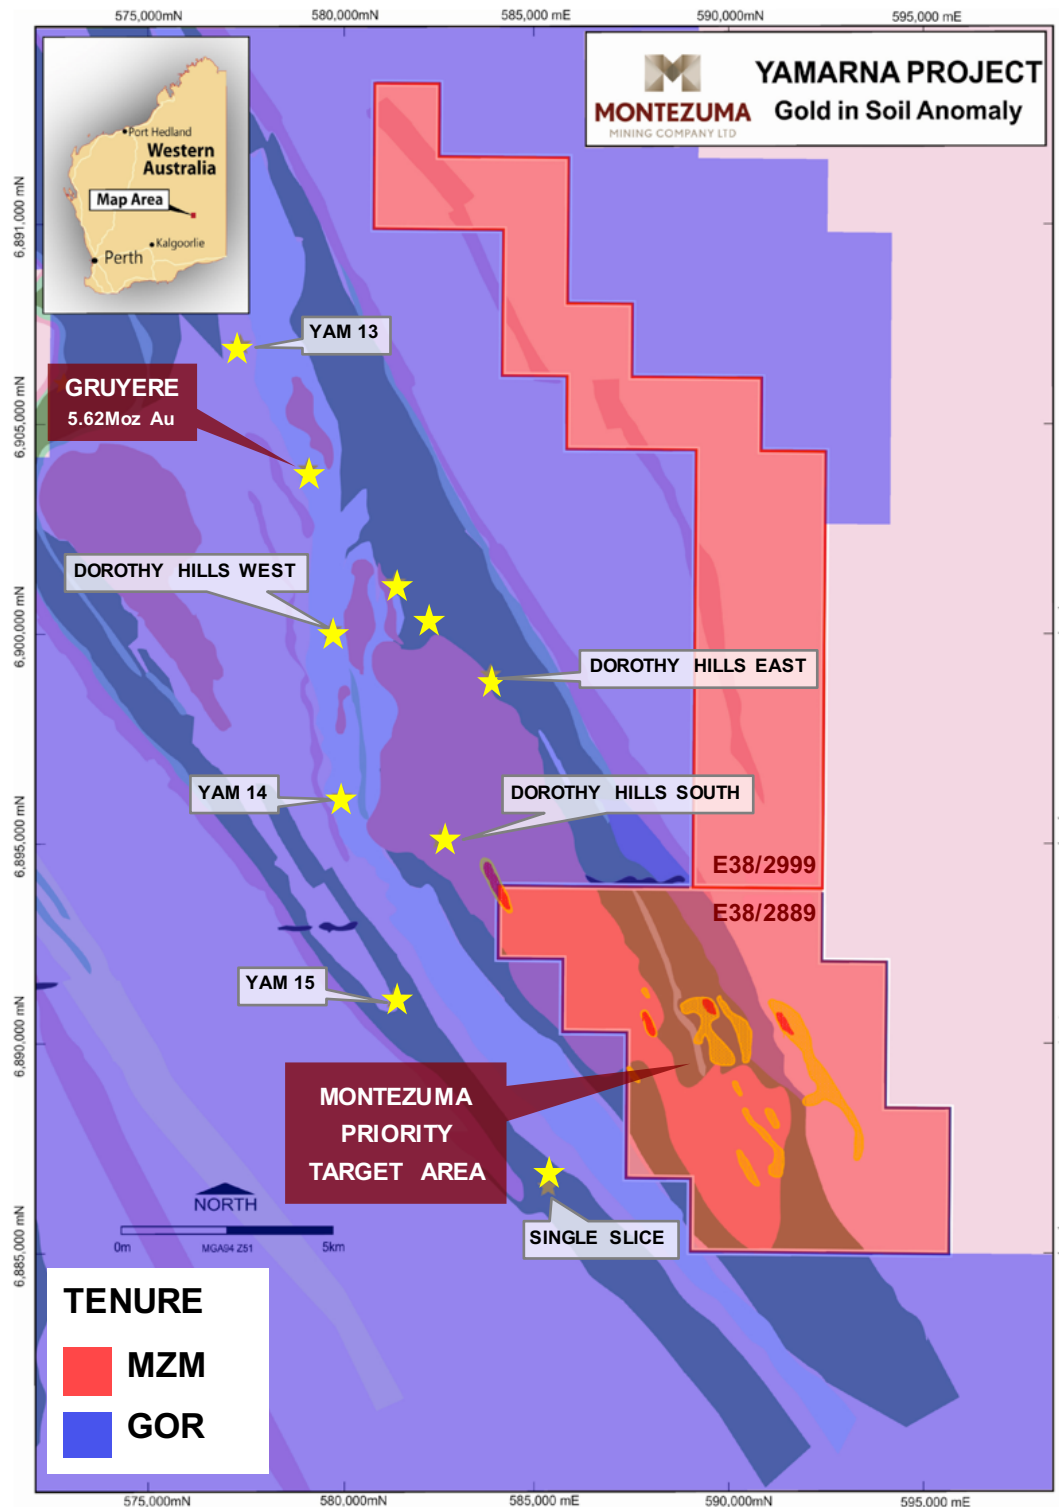 575,000mN
580,000mN
585,000 mE
590,000mN
595,000 mE
Port Hedland
Western
Australia
Map Area
Kalgoorlie
Perth
MONTEZUMA
MINING COMPANY LTD
YAMARNA PROJECT
Gold in Soil Anomaly
6,891,000 mN
YAM 13
GRUYERE
5.62Moz Au
6,905,000 mN
DOROTHY HILLS WEST
6,900,000 mN
DOROTHY HILLS EAST
YAM 14
DOROTHY HILLS SOUTH
6,895,000 mN
E38/2999
E38/2889
YAM 15
6,890,000 mN
MONTEZUMA
PRIORITY
TARGET AREA
NORTH
0m
MGA94 Z51
5km
SINGLE SLICE
6,885,000 mN
TENURE
MZM
GOR
575,000mN
580,000mN
585,000 mE
590,000mN
595,000 mE